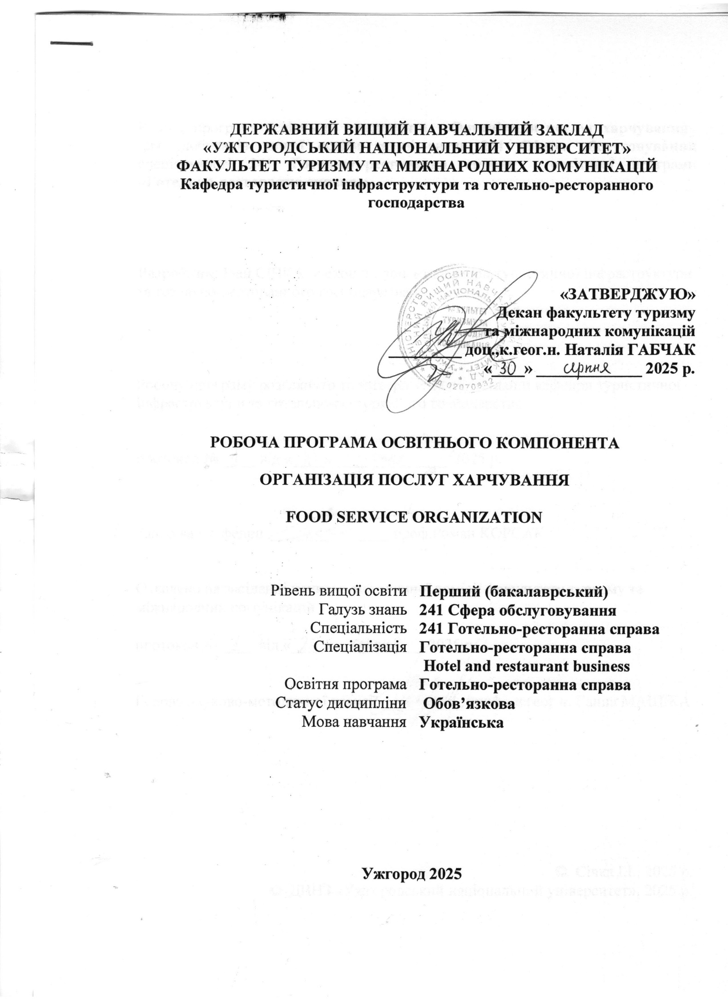 ДЕРЖАВНИЙ ВИЩИЙ НАВЧАЛЬНИЙ ЗАКЛАД
«УЖГОРОДСЬКИЙ НАЦІОНАЛЬНИЙ УНІВЕРСИТЕТ»
ФАКУЛЬТЕТ ТУРИЗМУ ТА МІЖНАРОДНИХ КОМУНІКАЦІЙ
Кафедра туристичної інфраструктури та готельно-ресторанного
господарства
«ЗАТВЕРДЖУЮ»
Декан факультету туризму
та міжнародних комунікацій
доц.,к.геог.н. Наталія ГАБЧАК
«30» серпня 2025 р.
РОБОЧА ПРОГРАМА ОСВІТНЬОГО КОМПОНЕНТА
ОРГАНІЗАЦІЯ ПОСЛУГ ХАРЧУВАННЯ
FOOD SERVICE ORGANIZATION
Рівень вищої освіти Перший (бакалаврський)
Галузь знань 241 Сфера обслуговування
Спеціальність 241 Готельно-ресторанна справа
Спеціалізація Готельно-ресторанна справа
Hotel and restaurant business
Освітня програма Готельно-ресторанна справа
Статус дисципліни Обов’язкова
Мова навчання Українська
Ужгород 2025